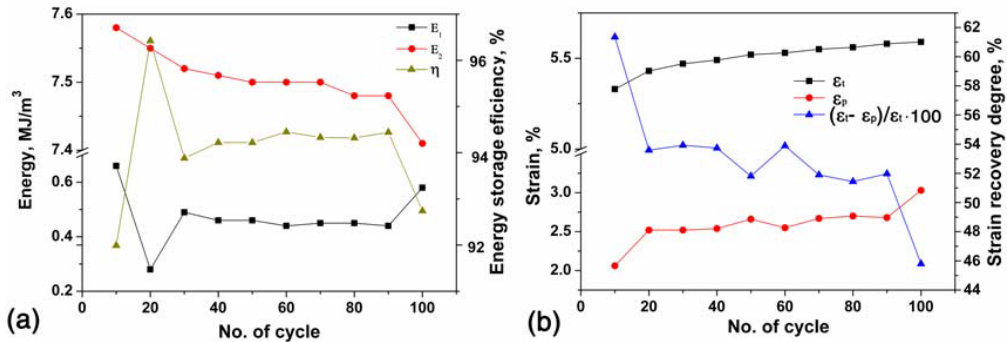 7.6
7.5
7.4
0.6
0.4
0.2
Energy, MJ/m³
E₁
E₂
η
96
94
92
Energy storage eficiency, %
0 20 40 60 80 100
No. of cycle
(a)
5.5
5.0
3.0
2.5
2.0
Strain, %
εₜ
εₚ
(εₜ- εₚ)/εₜ·100
62
60
58
56
54
52
50
48
46
44
Strain recovery degree, %
0 20 40 60 80 100
No. of cycle
(b)